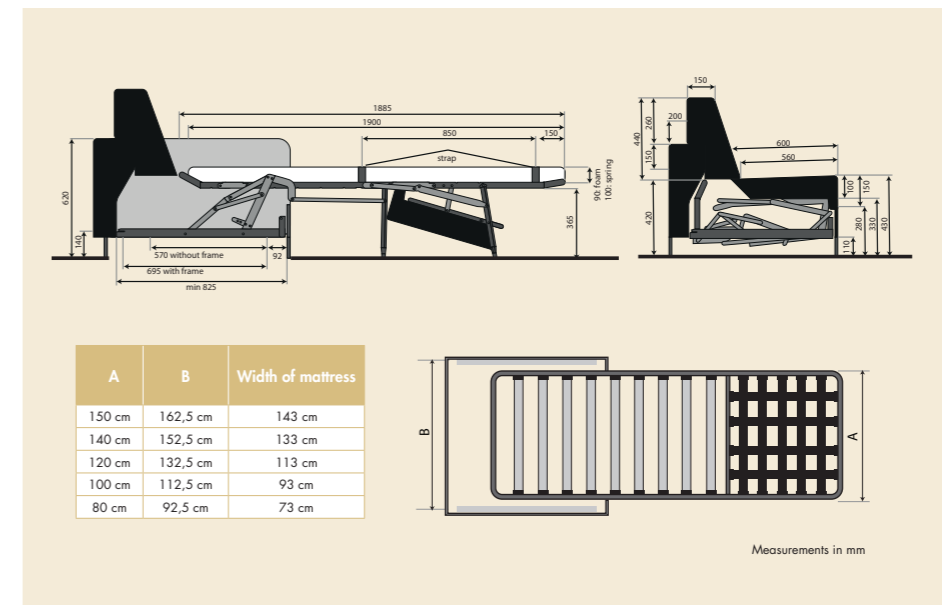 1885
1900
850
150
strap
90: foam
100: spring
620
140
365
570 without frame
92
695 with frame
min 825
150
440
260
200
150
420
600
560
100
150
280
330
430
110
A B Width of mattress
150 cm 162,5 cm 143 cm
140 cm 152,5 cm 133 cm
120 cm 132,5 cm 113 cm
100 cm 112,5 cm 93 cm
80 cm 92,5 cm 73 cm
B
A
Measurements in mm